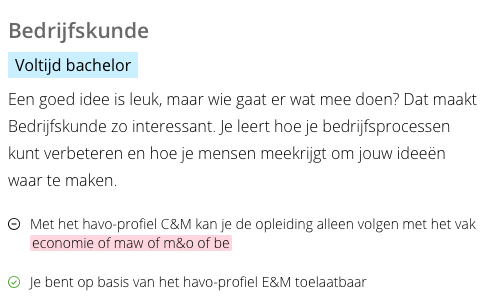 Bedrijfskunde
Voltijd bachelor
Een goed idee is leuk, maar wie gaat er wat mee doen? Dat maakt
Bedrijfskunde zo interessant. Je leert hoe je bedrijfsprocessen
kunt verbeteren en hoe je mensen meekrijgt om jouw ideeën
waar te maken.
Met het havo-profiel C&M kan je de opleiding alleen volgen met het vak
economie of maw of m&o of be
Je bent op basis van het havo-profiel E&M toelaatbaar